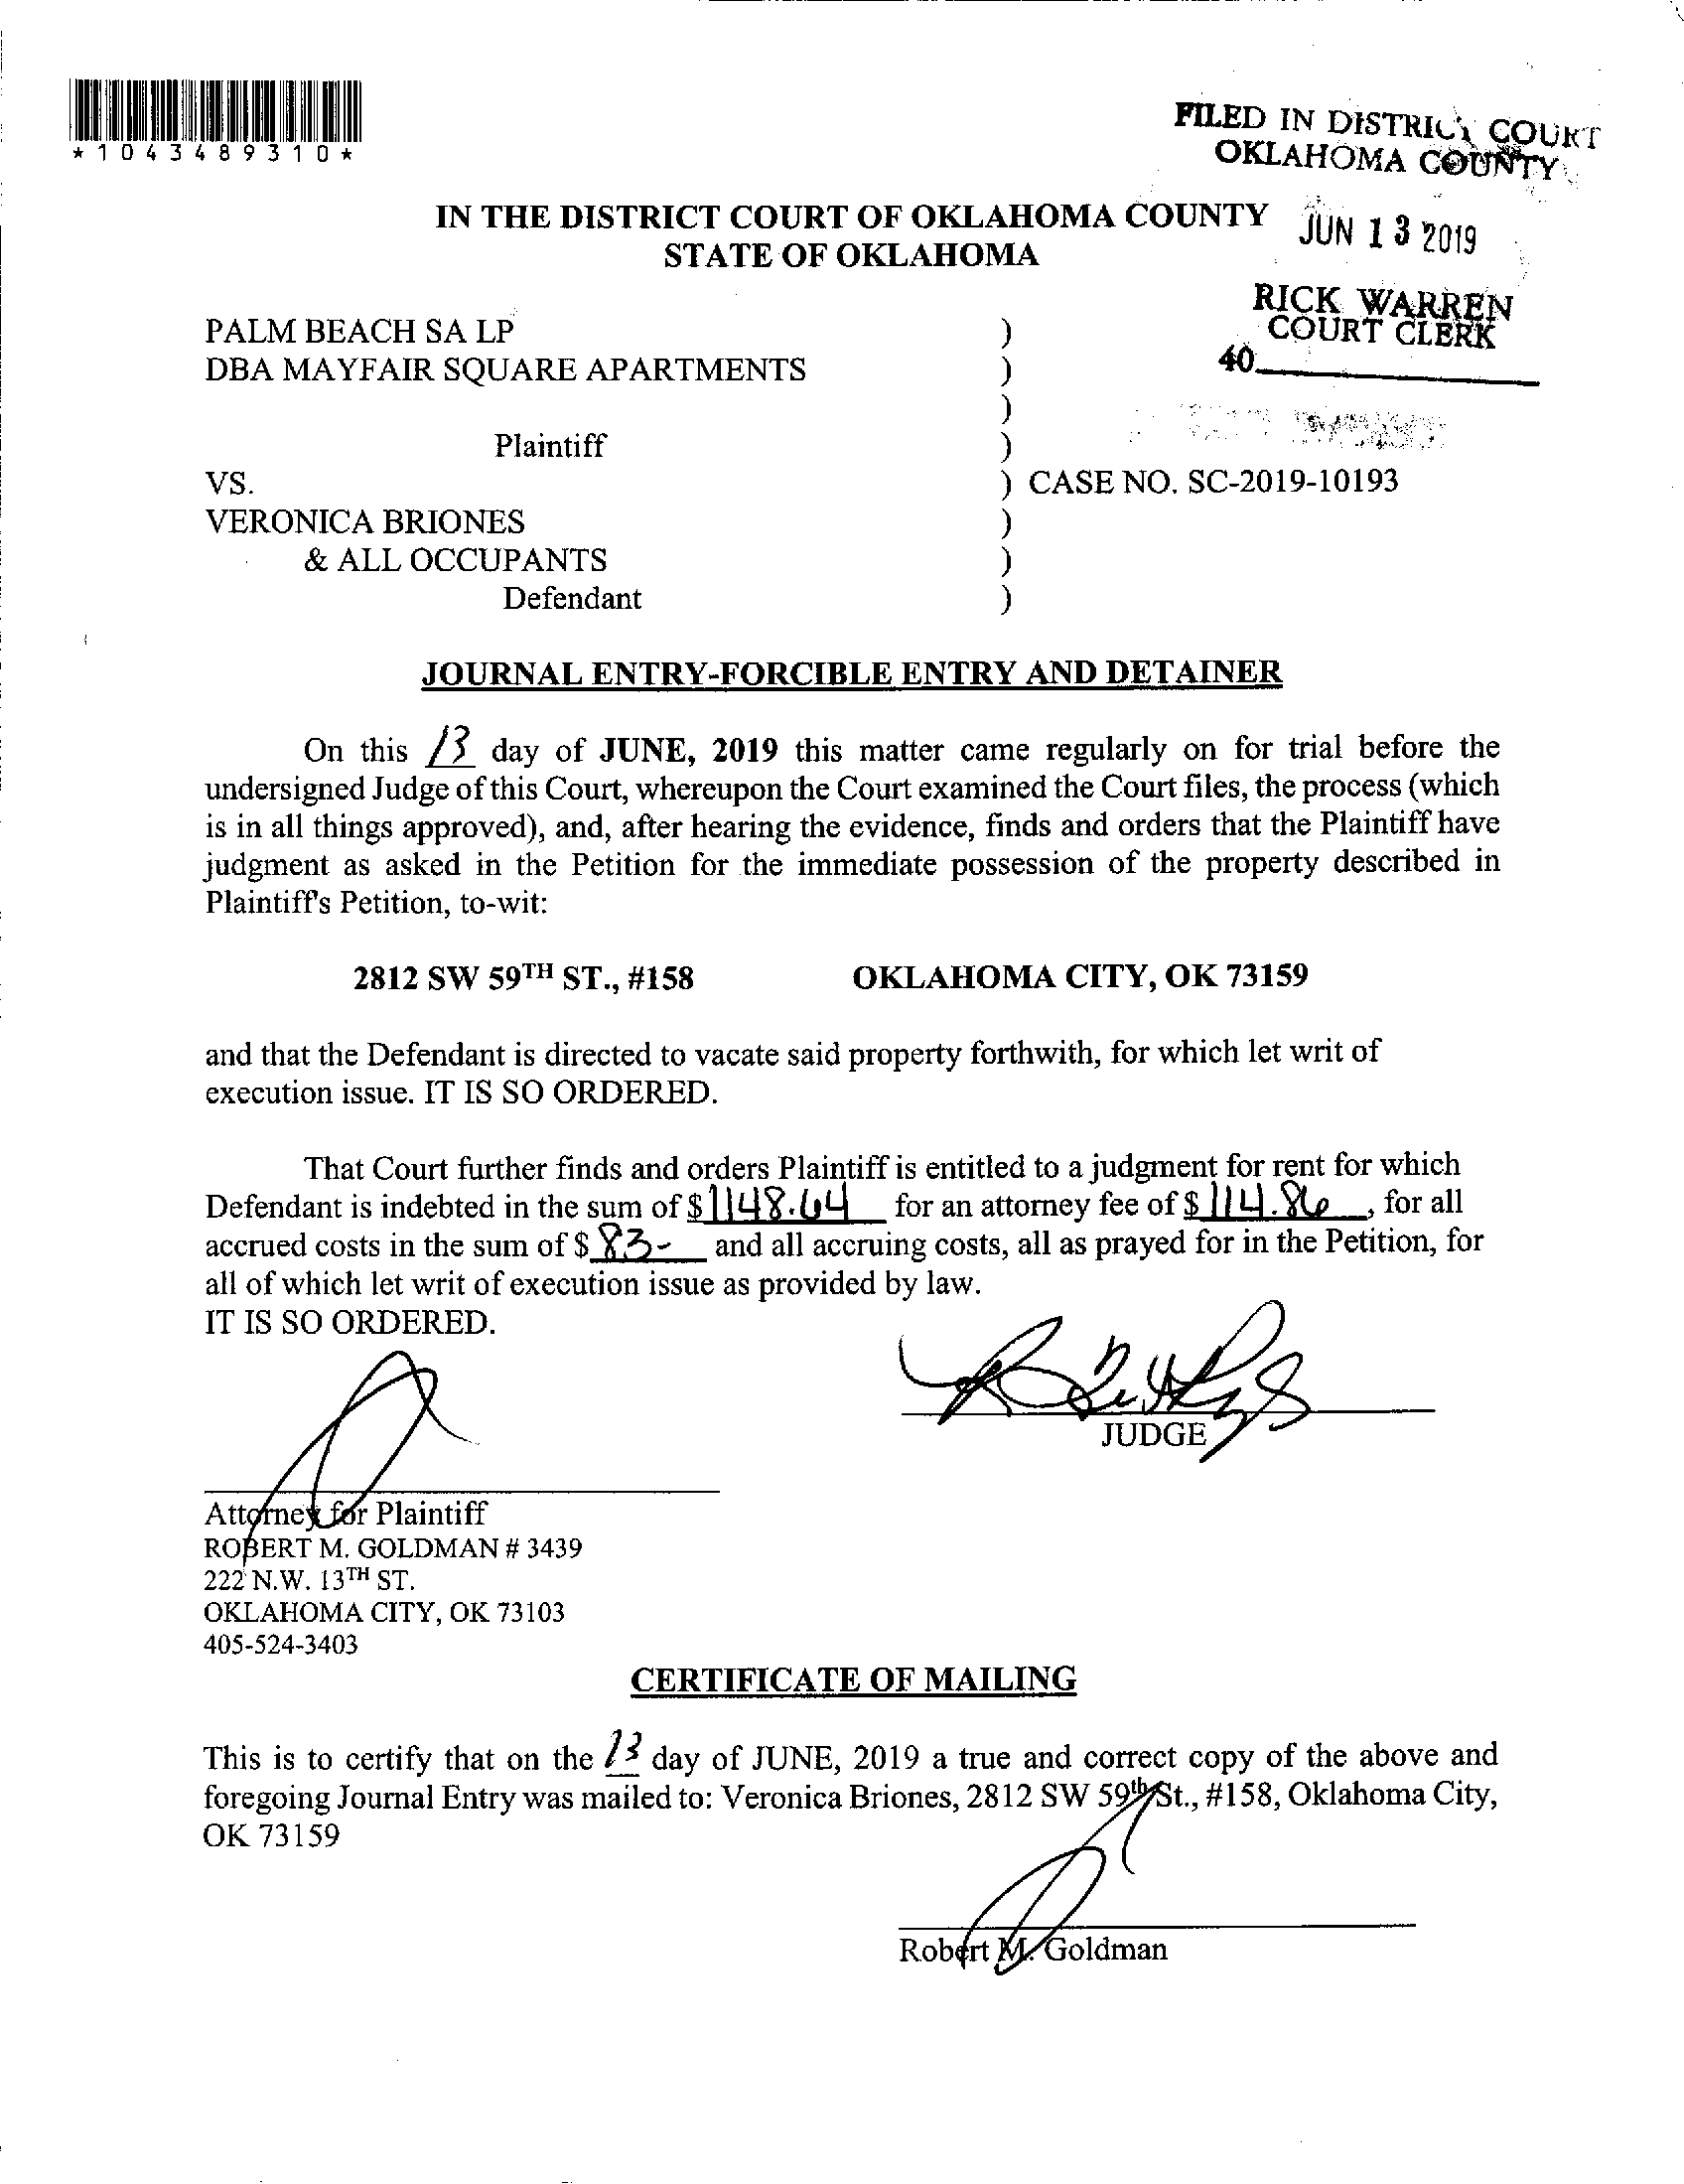 *1043489310*
FILED IN DISTRICT COURT
OKLAHOMA COUNTY
JUN 13 2019
RICK WARREN
COURT CLERK
40
IN THE DISTRICT COURT OF OKLAHOMA COUNTY
STATE OF OKLAHOMA
PALM BEACH SA LP )
DBA MAYFAIR SQUARE APARTMENTS )
)
Plaintiff )
VS. ) CASE NO. SC-2019-10193
VERONICA BRIONES )
& ALL OCCUPANTS )
Defendant )
JOURNAL ENTRY-FORCIBLE ENTRY AND DETAINER
On this 13 day of JUNE, 2019 this matter came regularly on for trial before the
undersigned Judge of this Court, whereupon the Court examined the Court files, the process (which
is in all things approved), and, after hearing the evidence, finds and orders that the Plaintiff have
judgment as asked in the Petition for the immediate possession of the property described in
Plaintiff's Petition, to-wit:
2812 SW 59TH ST., #158 OKLAHOMA CITY, OK 73159
and that the Defendant is directed to vacate said property forthwith, for which let writ of
execution issue. IT IS SO ORDERED.
That Court further finds and orders Plaintiff is entitled to a judgment for rent for which
Defendant is indebted in the sum of $1148.64 for an attorney fee of $ 114.86, for all
accrued costs in the sum of $ 83- and all accruing costs, all as prayed for in the Petition, for
all of which let writ of execution issue as provided by law.
IT IS SO ORDERED.
JUDGE
Attorney for Plaintiff
ROBERT M. GOLDMAN # 3439
222 N.W. 13TH ST.
OKLAHOMA CITY, OK 73103
405-524-3403
CERTIFICATE OF MAILING
This is to certify that on the 13 day of JUNE, 2019 a true and correct copy of the above and
foregoing Journal Entry was mailed to: Veronica Briones, 2812 SW 59th St., #158, Oklahoma City,
OK 73159
Robert M. Goldman